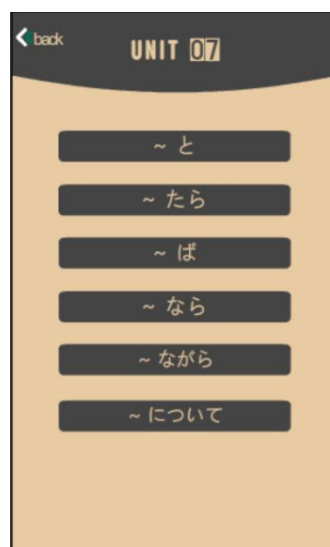 back
UNIT 07
~ と
~ たら
~ ば
~ なら
~ ながら
~ について